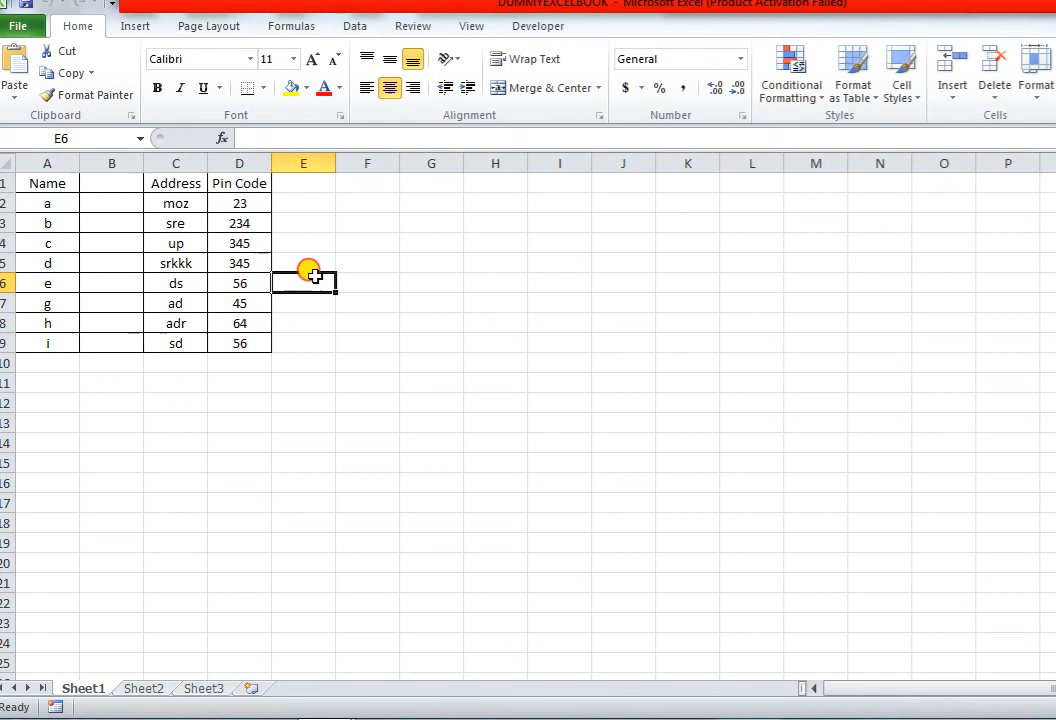 DUMMYEXCELBOOK - Microsoft Excel (Product Activation Failed)
File Home Insert Page Layout Formulas Data Review View Developer
Paste
Cut
Copy
Format Painter
Clipboard
Calibri 11 A A
B I U A
Font
Wrap Text
Merge & Center
Alignment
General
$ % , .0 .00 .00 .0
Number
Conditional Formatting
Format as Table
Cell Styles
Styles
Insert Delete Format
Cells
E6 fx
A B C D E F G H I J K L M N O P
1 Name Address Pin Code
2 a moz 23
3 b sre 234
4 c up 345
5 d srkkk 345
6 e ds 56
7 g ad 45
8 h adr 64
9 i sd 56
10
11
12
13
14
15
16
17
18
19
20
21
22
23
24
25
Sheet1 Sheet2 Sheet3
Ready